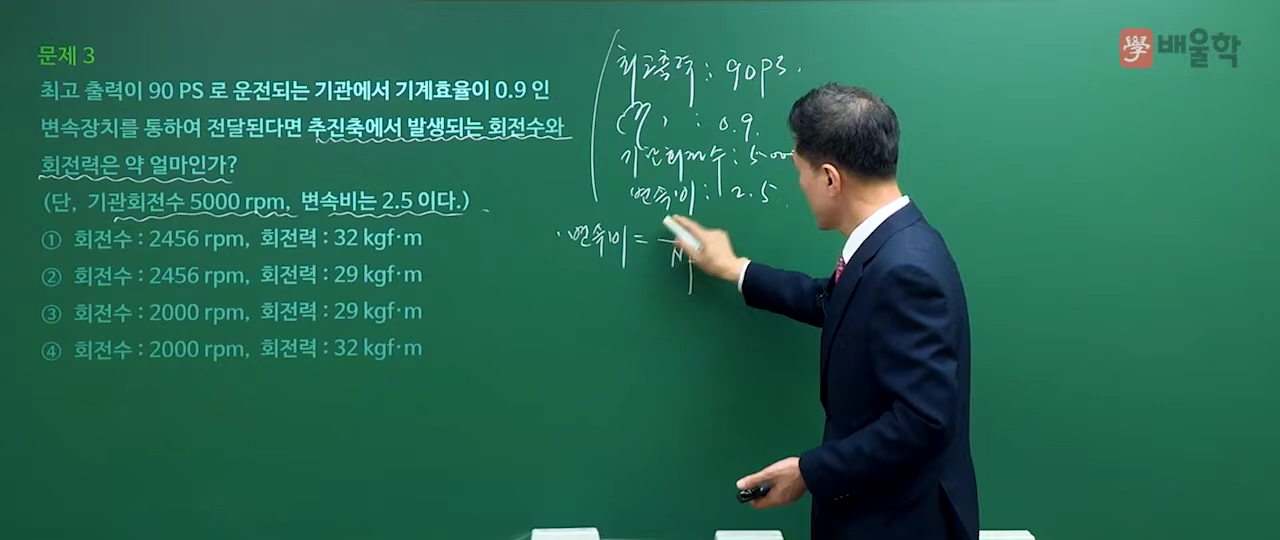 문제 3
최고 출력이 90 PS 로 운전되는 기관에서 기계효율이 0.9 인
변속장치를 통하여 전달된다면 추진축에서 발생되는 회전수와
회전력은 약 얼마인가?
(단, 기관회전수 5000 rpm, 변속비는 2.5 이다.)
① 회전수 : 2456 rpm, 회전력 : 32 kgf·m
② 회전수 : 2456 rpm, 회전력 : 29 kgf·m
③ 회전수 : 2000 rpm, 회전력 : 29 kgf·m
④ 회전수 : 2000 rpm, 회전력 : 32 kgf·m
최고출력 : 90PS.
(η) : 0.9.
기관회전수 : 5000
변속비 : 2.5
변속비 =
學 배울학